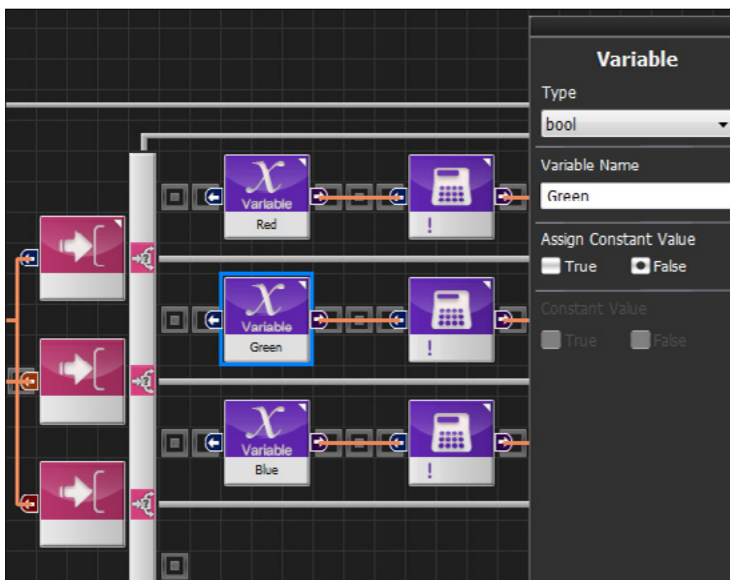 Variable
Type
bool
Variable Name
Green
Assign Constant Value
True False
Constant Value
True False
X
Variable
Red
!
X
Variable
Green
!
X
Variable
Blue
!